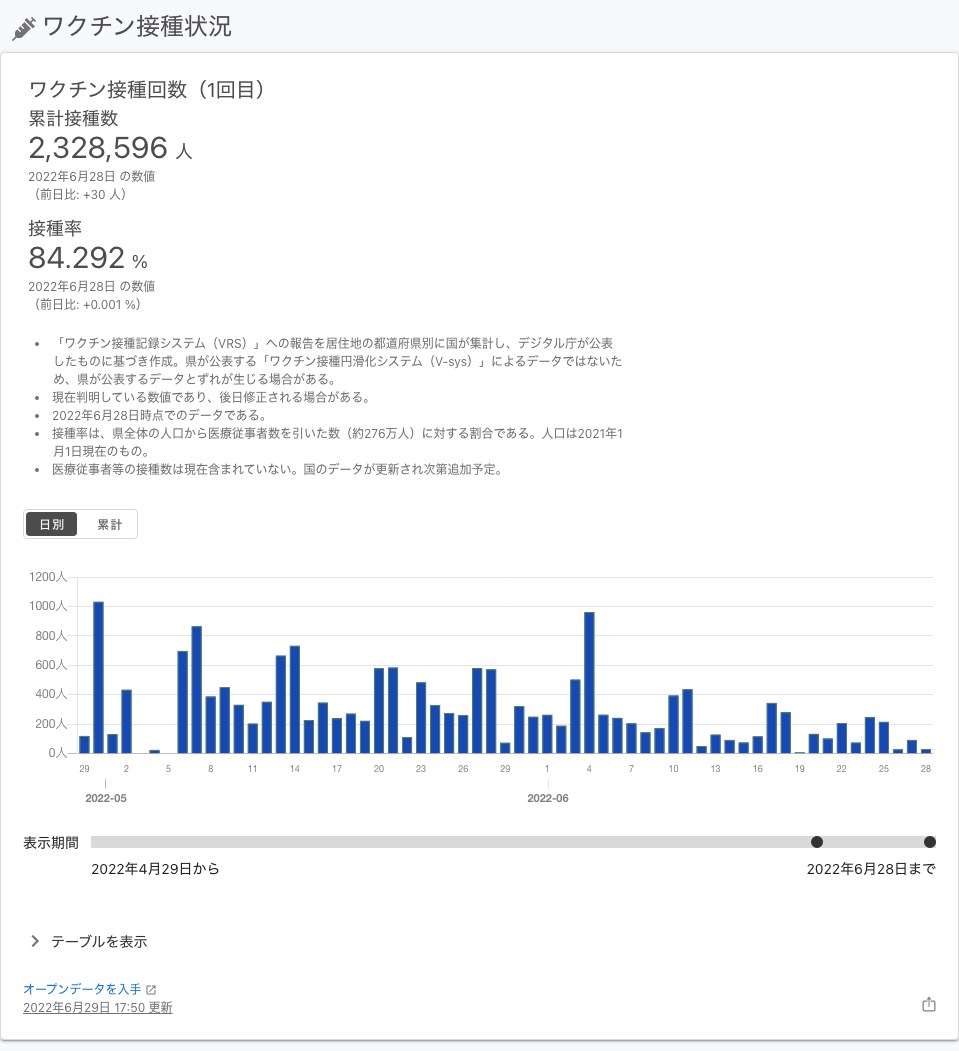 ワクチン接種状況
ワクチン接種回数（1回目）
累計接種数
2,328,596 人
2022年6月28日 の数値
（前日比: +30 人）
接種率
84.292 %
2022年6月28日 の数値
（前日比: +0.001 %）
• 「ワクチン接種記録システム（VRS）」への報告を居住地の都道府県別に国が集計し、デジタル庁が公表
したものに基づき作成。県が公表する「ワクチン接種円滑化システム（V-sys）」によるデータではないた
め、県が公表するデータとずれが生じる場合がある。
• 現在判明している数値であり、後日修正される場合がある。
• 2022年6月28日時点でのデータである。
• 接種率は、県全体の人口から医療従事者数を引いた数（約276万人）に対する割合である。人口は2021年1
月1日現在のもの。
• 医療従事者等の接種数は現在含まれていない。国のデータが更新され次第追加予定。
日別 累計
1200人
1000人
800人
600人
400人
200人
0人
29 2 5 8 11 14 17 20 23 26 29 1 4 7 10 13 16 19 22 25 28
2022-05 2022-06
表示期間
2022年4月29日から 2022年6月28日まで
テーブルを表示
オープンデータを入手
2022年6月29日 17:50 更新